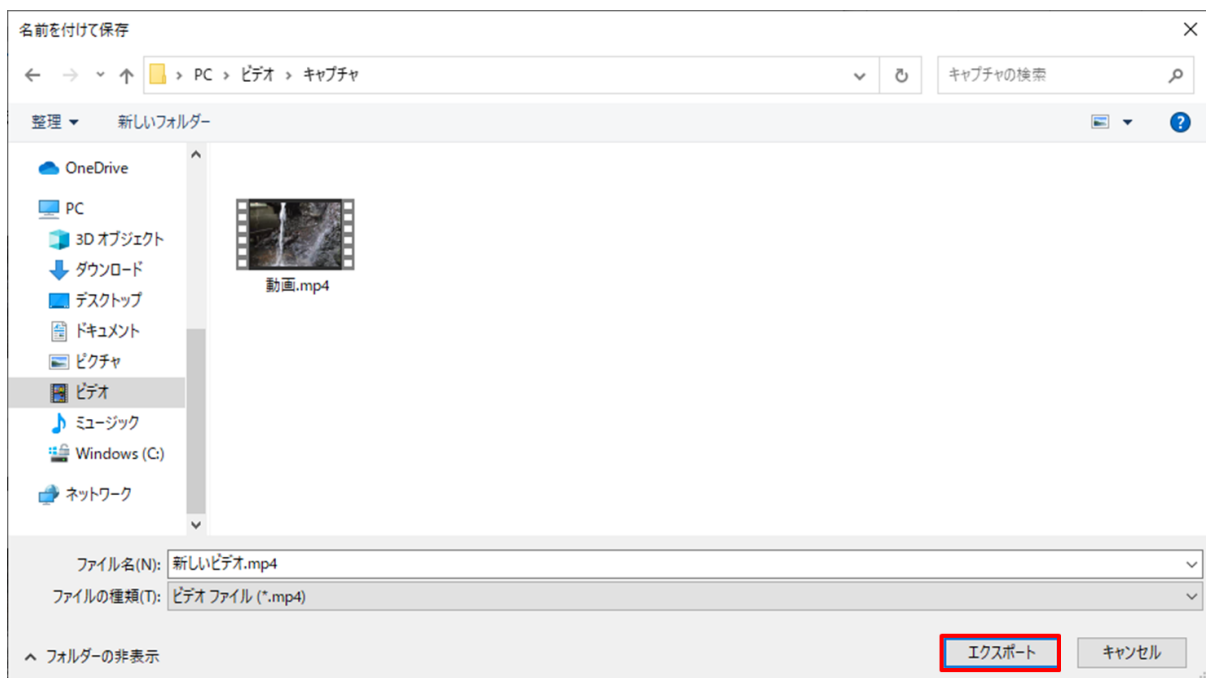 名前を付けて保存
PC › ビデオ › キャプチャ
キャプチャの検索
整理
新しいフォルダー
OneDrive
PC
3D オブジェクト
ダウンロード
デスクトップ
ドキュメント
ピクチャ
ビデオ
ミュージック
Windows (C:)
ネットワーク
動画.mp4
ファイル名(N): 新しいビデオ.mp4
ファイルの種類(T): ビデオ ファイル (*.mp4)
フォルダーの非表示
エクスポート
キャンセル